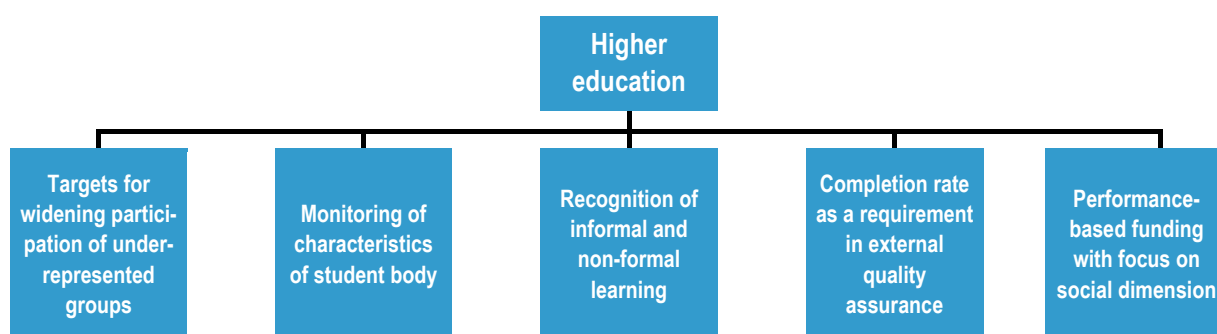 Higher
education
Targets for
widening partici-
pation of under-
represented
groups
Monitoring of
characteristics
of student body
Recognition of
informal and
non-formal
learning
Completion rate
as a requirement
in external
quality
assurance
Performance-
based funding
with focus on
social dimension